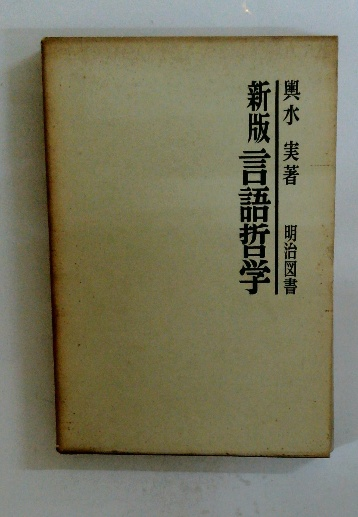 輿水 実著 明治図書
新版 言語哲学